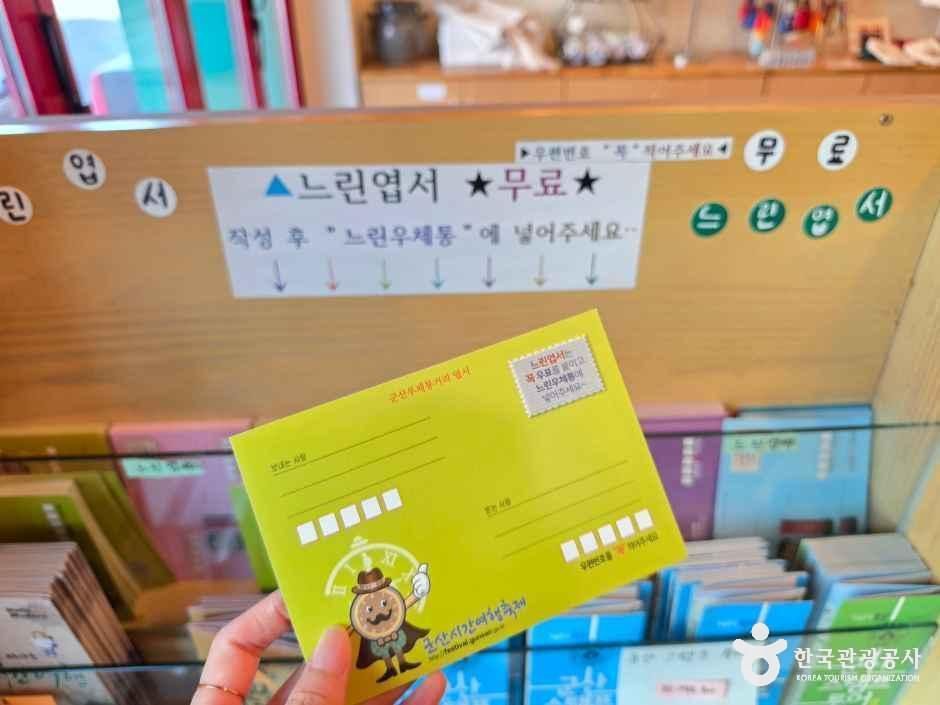 ▶우편번호 "꼭" 적어주세요◀
무료
엽
린 서
▲느린엽서 ★무료★
느린엽서
작성 후 "느린우체통"에 넣어주세요..
↓ ↓ ↓ ↓ ↓ ↓ ↓
느린엽서는
꼭 우표를 붙이고
느린우체통에
넣어주세요~
군산우체통거리 엽서
보내는 사람
받는 사람
우편번호를 "꼭" 적어주세요
군산시간여행축제
느린엽서
한국관광공사
KOREA TOURISM ORGANIZATION